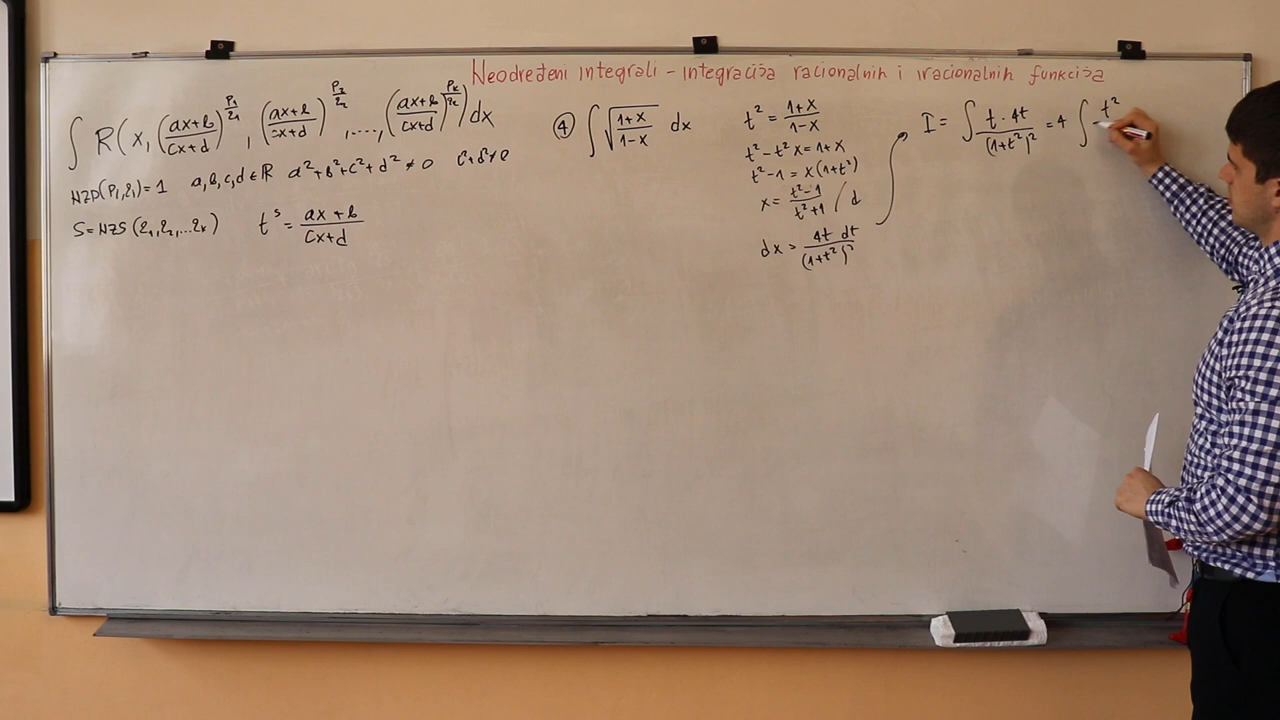 Neodređeni integrali - integracija racionalnih i iracionalnih funkcija
∫ R(x, ((ax+b)/(cx+d))^(p₁/q₁), ((ax+b)/(cx+d))^(p₂/q₂), ...., ((ax+b)/(cx+d))^(pₖ/qₖ)) dx
NZD(p₁,q₁)=1 a,b,c,d ∈ ℝ a²+b²+c²+d² ≠ 0 c²+d²≠0
S=NZS(q₁,q₂,...qₖ) t^s = (ax+b)/(cx+d)
④ ∫ √((1+x)/(1-x)) dx
t² = (1+x)/(1-x)
t²-t²x=1+x
t²-1=x(1+t²)
x=(t²-1)/(t²+1) / d
dx = (4t dt)/(1+t²)²
I = ∫ (t·4t)/(1+t²)² = 4 ∫ t²